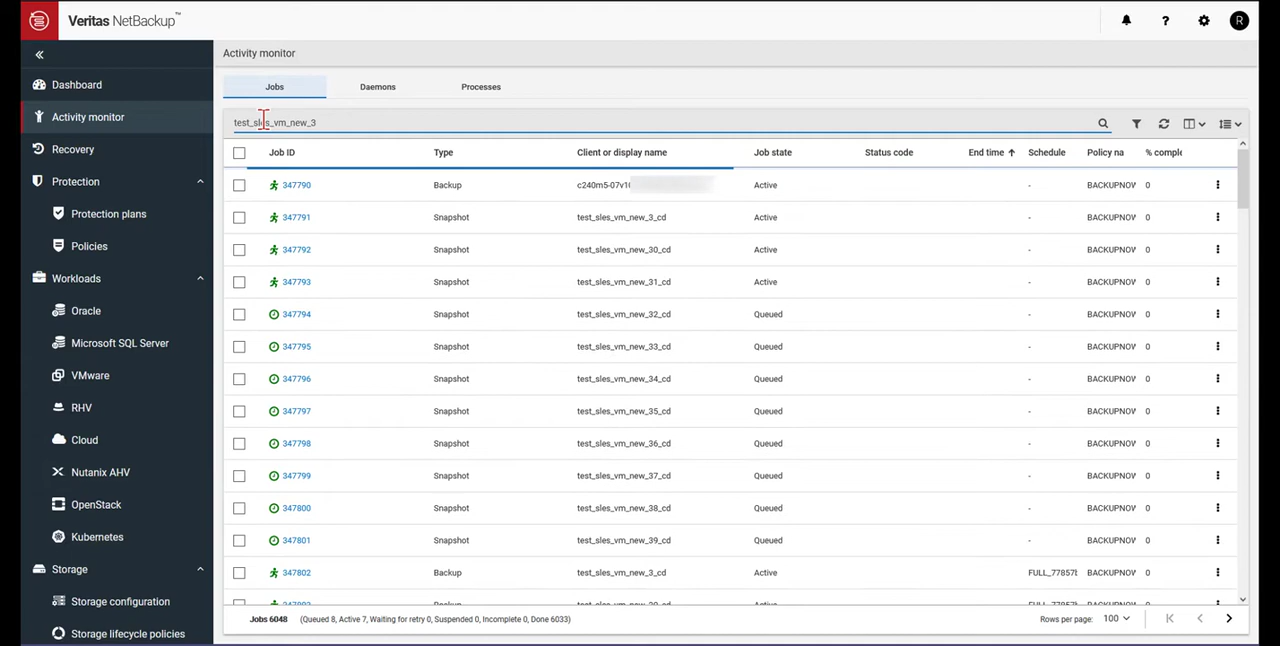 Veritas NetBackup™
R
Activity monitor
Dashboard
Activity monitor
Recovery
Protection
Protection plans
Policies
Workloads
Oracle
Microsoft SQL Server
VMware
RHV
Cloud
Nutanix AHV
OpenStack
Kubernetes
Storage
Storage configuration
Storage lifecycle policies
Jobs Daemons Processes
test_sles_vm_new_3
Job ID Type Client or display name Job state Status code End time Schedule Policy na % comple
347790 Backup c240m5-07v1 Active - BACKUPNOV 0
347791 Snapshot test_sles_vm_new_3_cd Active - BACKUPNOV 0
347792 Snapshot test_sles_vm_new_30_cd Active - BACKUPNOV 0
347793 Snapshot test_sles_vm_new_31_cd Active - BACKUPNOV 0
347794 Snapshot test_sles_vm_new_32_cd Queued - BACKUPNOV 0
347795 Snapshot test_sles_vm_new_33_cd Queued - BACKUPNOV 0
347796 Snapshot test_sles_vm_new_34_cd Queued - BACKUPNOV 0
347797 Snapshot test_sles_vm_new_35_cd Queued - BACKUPNOV 0
347798 Snapshot test_sles_vm_new_36_cd Queued - BACKUPNOV 0
347799 Snapshot test_sles_vm_new_37_cd Queued - BACKUPNOV 0
347800 Snapshot test_sles_vm_new_38_cd Queued - BACKUPNOV 0
347801 Snapshot test_sles_vm_new_39_cd Queued - BACKUPNOV 0
347802 Backup test_sles_vm_new_3_cd Active FULL_77857b BACKUPNOV 0
Jobs 6048 (Queued 8, Active 7, Waiting for retry 0, Suspended 0, Incomplete 0, Done 6033) Rows per page: 100